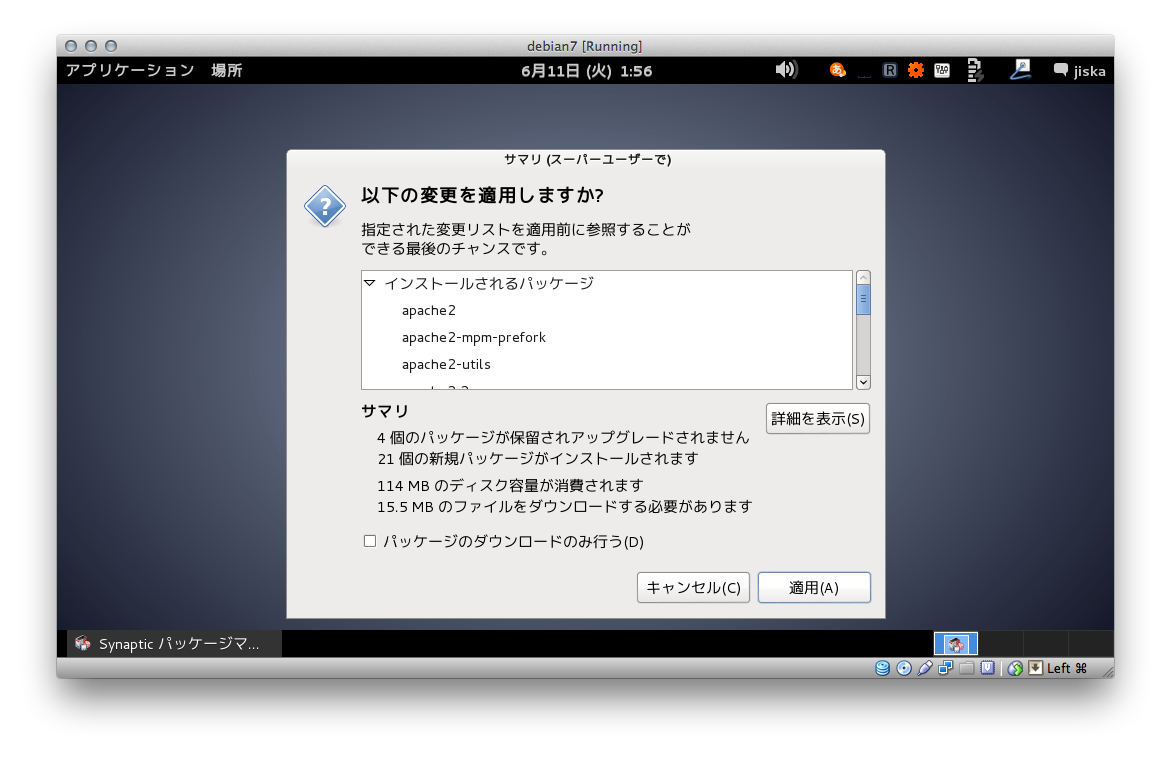 debian7 [Running]
アプリケーション 場所 6月11日 (火) 1:56 jiska
サマリ (スーパーユーザーで)
以下の変更を適用しますか?
指定された変更リストを適用前に参照することが
できる最後のチャンスです。
インストールされるパッケージ
apache2
apache2-mpm-prefork
apache2-utils
サマリ
詳細を表示(S)
4 個のパッケージが保留されアップグレードされません
21 個の新規パッケージがインストールされます
114 MB のディスク容量が消費されます
15.5 MB のファイルをダウンロードする必要があります
パッケージのダウンロードのみ行う(D)
キャンセル(C) 適用(A)
Synaptic パッケージマ...
Left ⌘